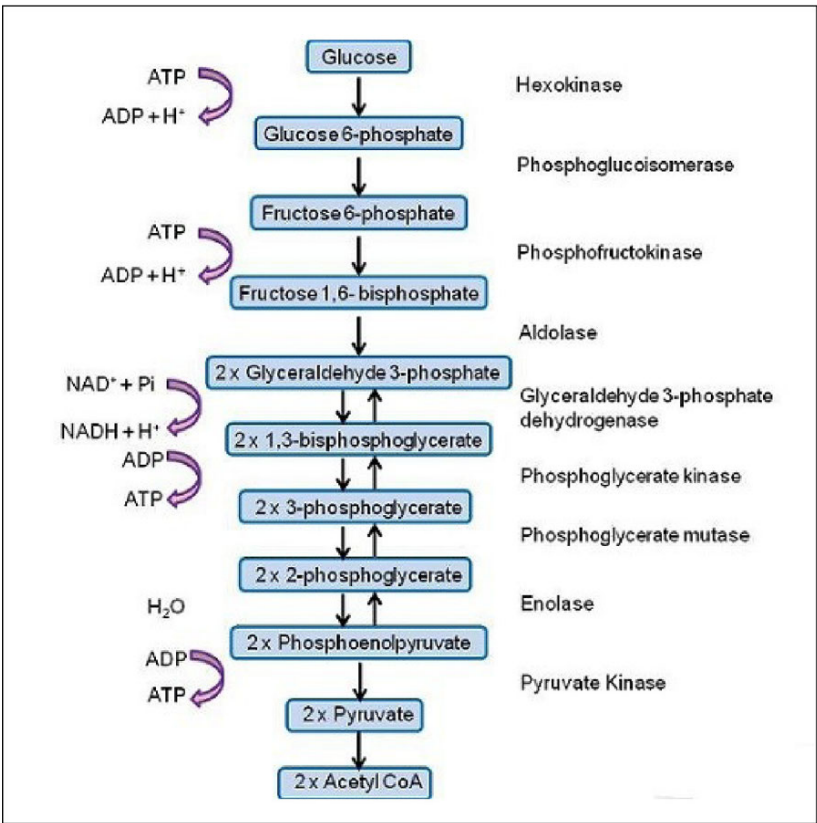 Glucose
ATP
Hexokinase
ADP + H⁺
Glucose 6-phosphate
Phosphoglucoisomerase
Fructose 6-phosphate
ATP
Phosphofructokinase
ADP + H⁺
Fructose 1,6- bisphosphate
Aldolase
2 x Glyceraldehyde 3-phosphate
NAD⁺ + Pi
Glyceraldehyde 3-phosphate
dehydrogenase
NADH + H⁺
2 x 1,3-bisphosphoglycerate
ADP
Phosphoglycerate kinase
ATP
2 x 3-phosphoglycerate
Phosphoglycerate mutase
2 x 2-phosphoglycerate
H₂O
Enolase
2 x Phosphoenolpyruvate
ADP
Pyruvate Kinase
ATP
2 x Pyruvate
2 x Acetyl CoA